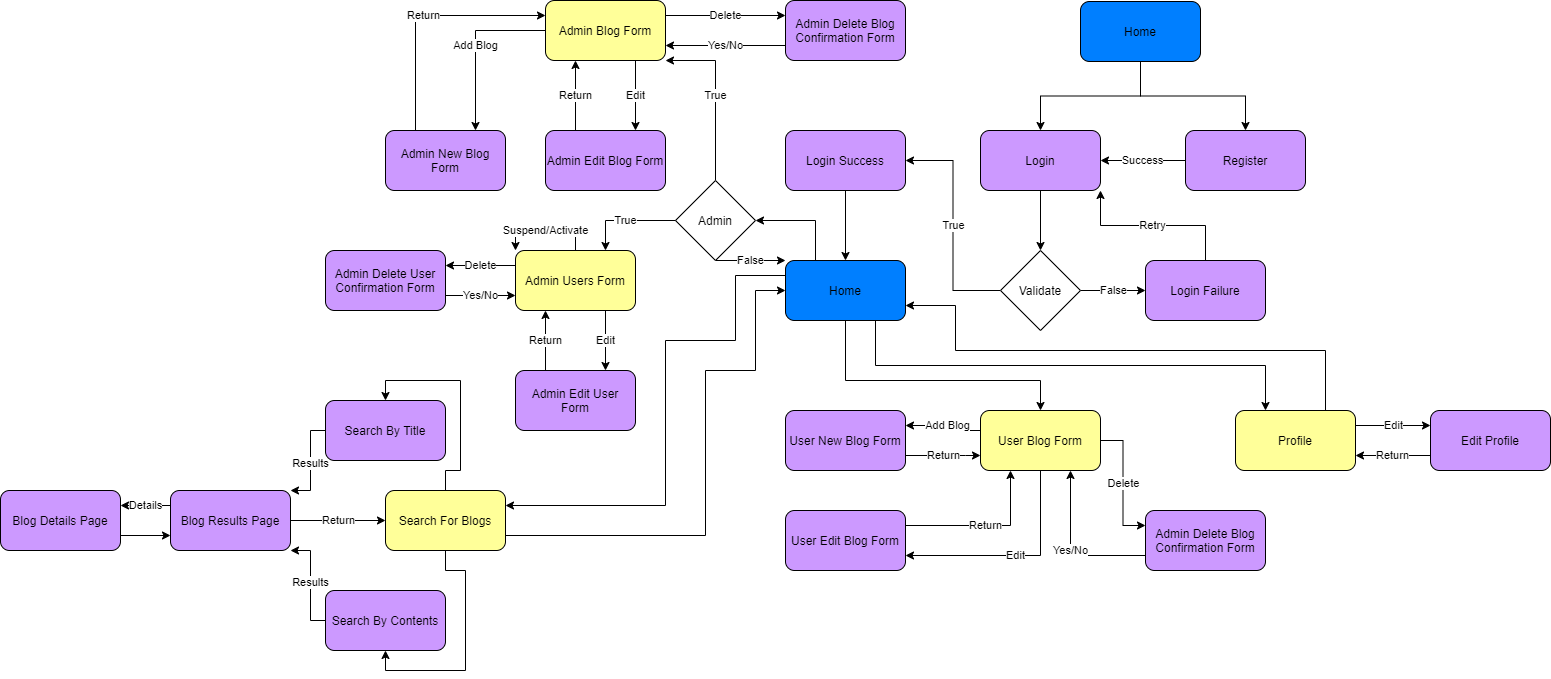 Return
Admin Blog Form
Delete
Admin Delete Blog
Confirmation Form
Home
Add Blog
Yes/No
Return
Edit
True
Admin New Blog
Form
Admin Edit Blog Form
Login Success
Login
Success
Register
Admin
True
True
Retry
Suspend/Activate
False
Admin Delete User
Confirmation Form
Delete
Yes/No
Admin Users Form
Home
Validate
False
Login Failure
Return
Edit
Admin Edit User
Form
Search By Title
Results
User New Blog Form
Add Blog
Return
User Blog Form
Delete
Profile
Edit
Return
Edit Profile
Blog Details Page
Details
Blog Results Page
Return
Search For Blogs
User Edit Blog Form
Return
Edit
Yes/No
Admin Delete Blog
Confirmation Form
Results
Search By Contents